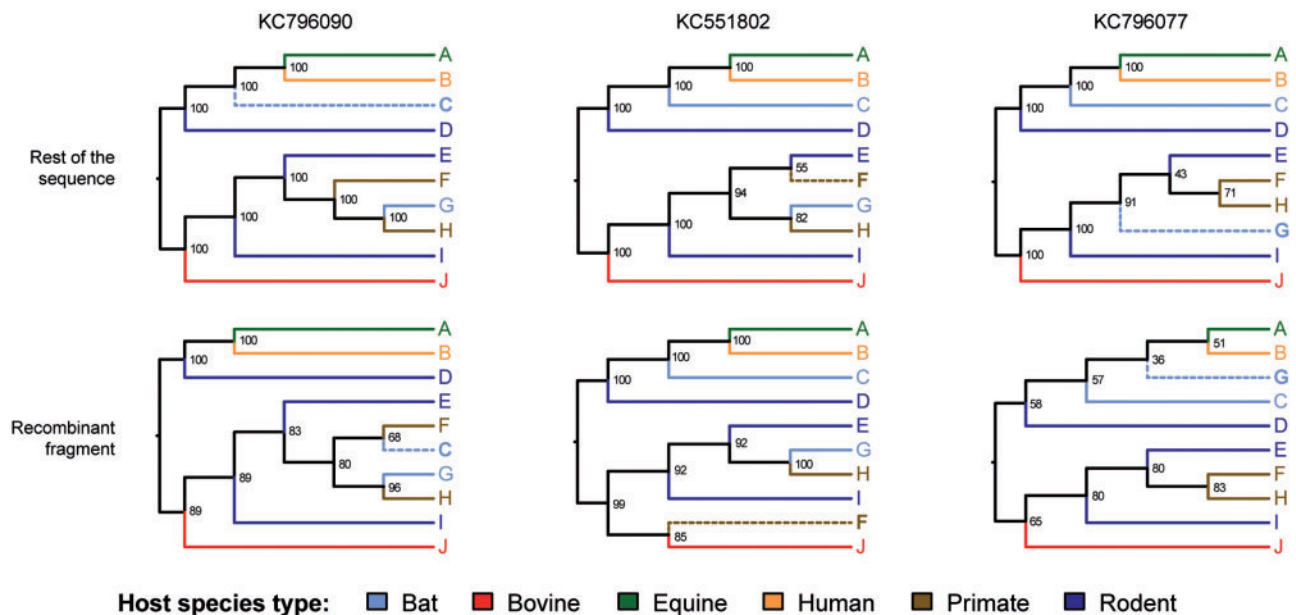 KC796090 KC551802 KC796077
Rest of the
sequence
A
B
C
D
E
F
G
H
I
J
100
100
100
100
100
100
100
100
A
B
C
D
E
F
G
H
I
J
100
100
100
55
94
82
100
100
A
B
C
D
E
F
H
G
I
J
100
100
100
43
71
91
100
100
Recombinant
fragment
A
B
D
E
F
C
G
H
I
J
100
100
83
68
80
96
89
89
A
B
C
D
E
G
H
I
F
J
100
100
100
92
100
92
99
85
A
B
G
C
D
E
F
H
I
J
51
36
57
58
80
83
80
65
Host species type: Bat Bovine Equine Human Primate Rodent